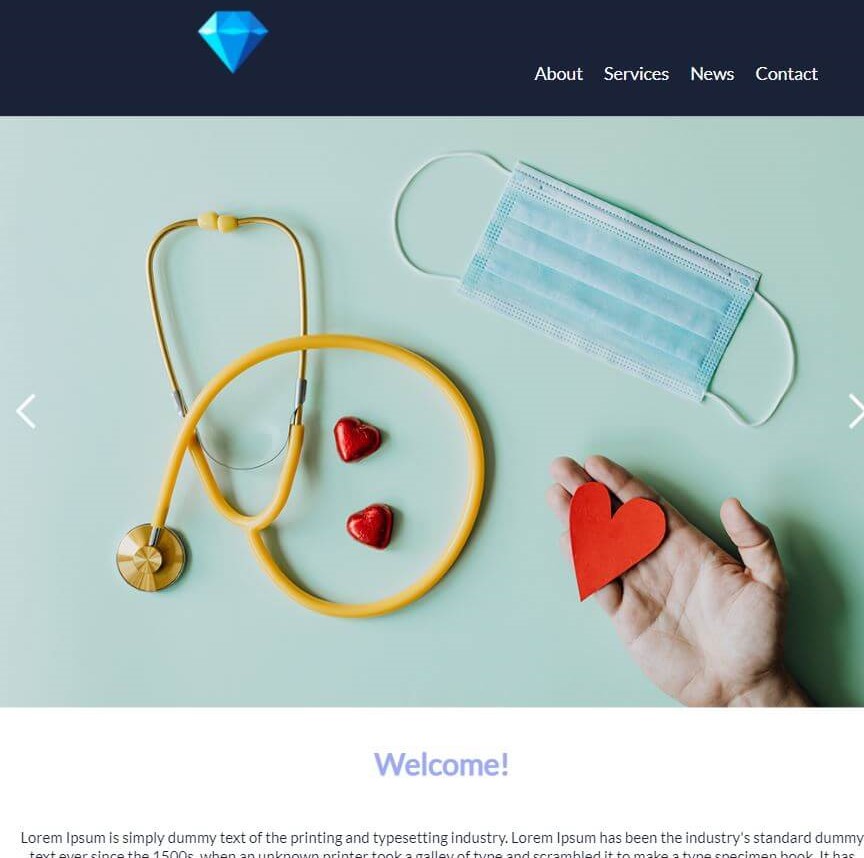 About Services News Contact
Welcome!
Lorem Ipsum is simply dummy text of the printing and typesetting industry. Lorem Ipsum has been the industry's standard dummy
text ever since the 1500s, when an unknown printer took a galley of type and scrambled it to make a type specimen book. It has